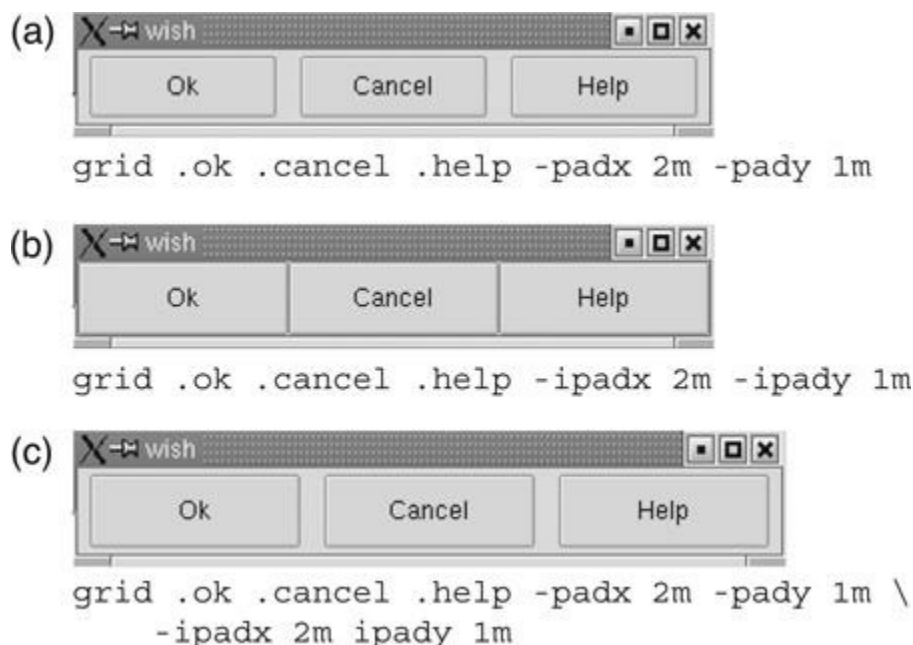 (a)
wish
Ok Cancel Help
grid .ok .cancel .help -padx 2m -pady 1m
(b)
wish
Ok Cancel Help
grid .ok .cancel .help -ipadx 2m -ipady 1m
(c)
wish
Ok Cancel Help
grid .ok .cancel .help -padx 2m -pady 1m \
-ipadx 2m ipady 1m